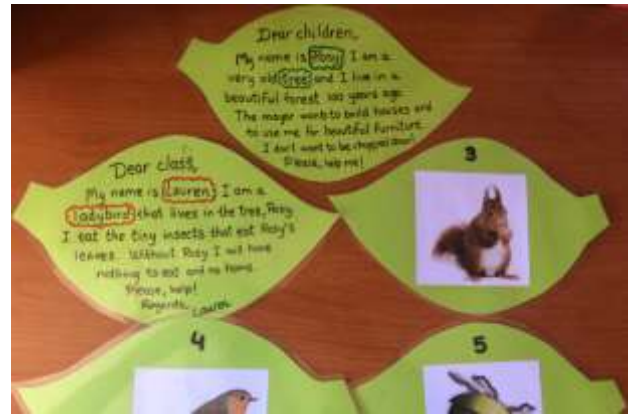 Dear children,
My name is Rosy. I am a
very old tree and I live in a
beautiful forest 100 years ago.
The mayor wants to build houses and
to use me for beautiful furniture.
I don't want to be chopped down!
Please, help me!
Dear class,
My name is Lauren. I am a
ladybird that lives in the tree, Rosy.
I eat the tiny insects that eat Rosy's
leaves. Without Rosy I will have
nothing to eat and no home.
Please, help!
Regards, Lauren
3
4
5